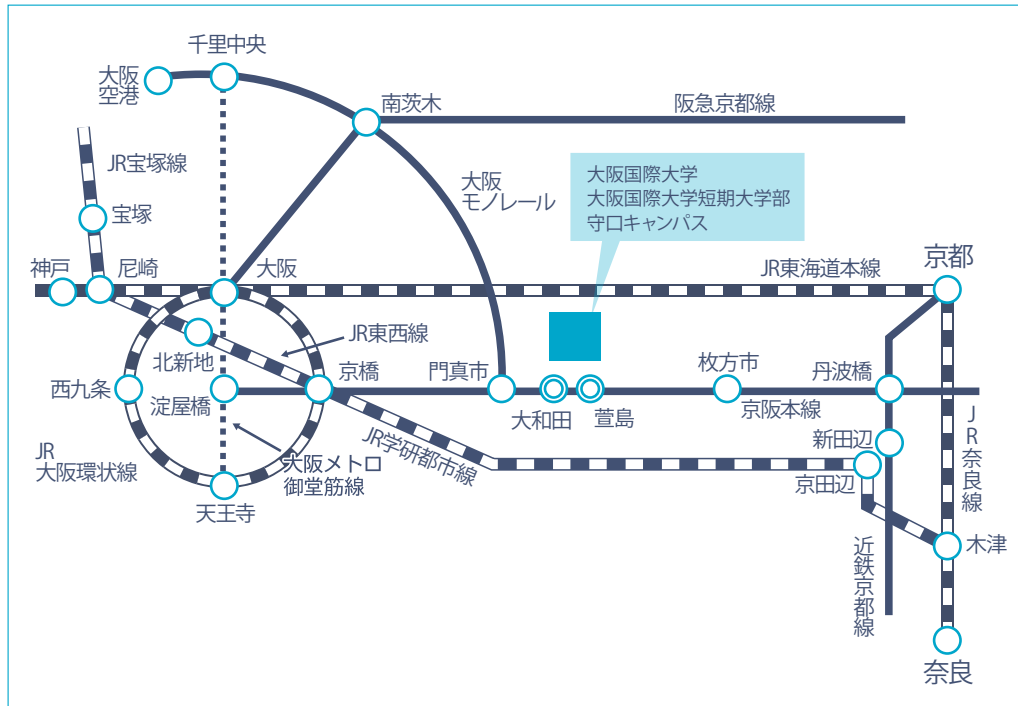 千里中央
大阪
空港
南茨木
阪急京都線
JR宝塚線
大阪
モノレール
大阪国際大学
大阪国際大学短期大学部
守口キャンパス
宝塚
神戸
尼崎
大阪
JR東海道本線
京都
JR東西線
北新地
西九条
淀屋橋
京橋
門真市
大和田
萱島
枚方市
京阪本線
丹波橋
JR
大阪環状線
大阪メトロ
御堂筋線
JR学研都市線
新田辺
京田辺
JR奈良線
天王寺
近鉄京都線
木津
奈良